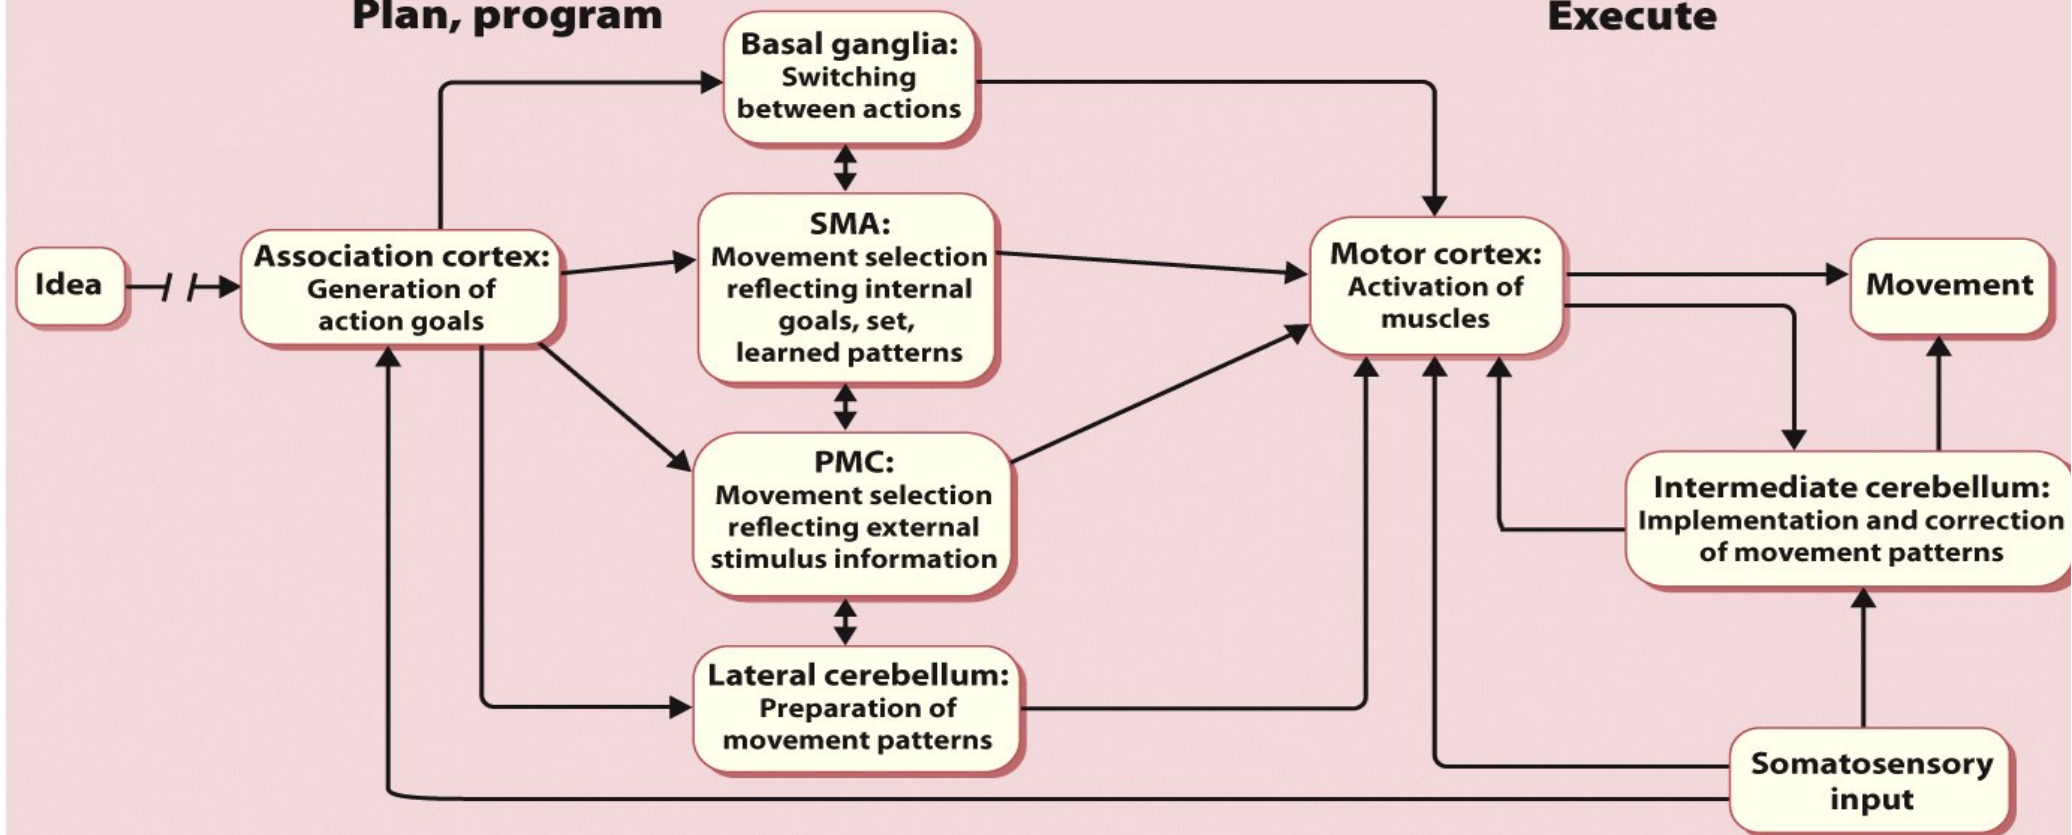 Plan, program
Execute
Basal ganglia:
Switching
between actions
SMA:
Movement selection
reflecting internal
goals, set,
learned patterns
Idea
Association cortex:
Generation of
action goals
Motor cortex:
Activation of
muscles
Movement
PMC:
Movement selection
reflecting external
stimulus information
Intermediate cerebellum:
Implementation and correction
of movement patterns
Lateral cerebellum:
Preparation of
movement patterns
Somatosensory
input